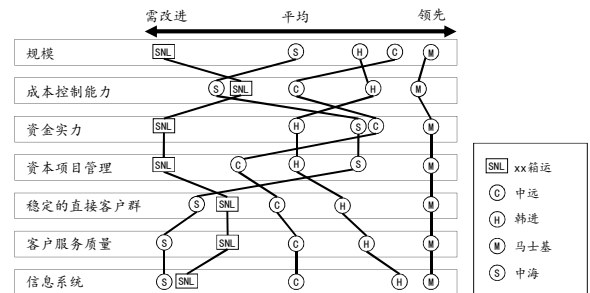 需改进 平均 领先
规模 SNL S H C M
成本控制能力 S SNL C H M
资金实力 SNL H S C M
资本项目管理 SNL C H S M
稳定的直接客户群 S SNL C H M
客户服务质量 S SNL C H M
信息系统 S SNL C H M
SNL xx箱运
C 中远
H 韩进
M 马士基
S 中海